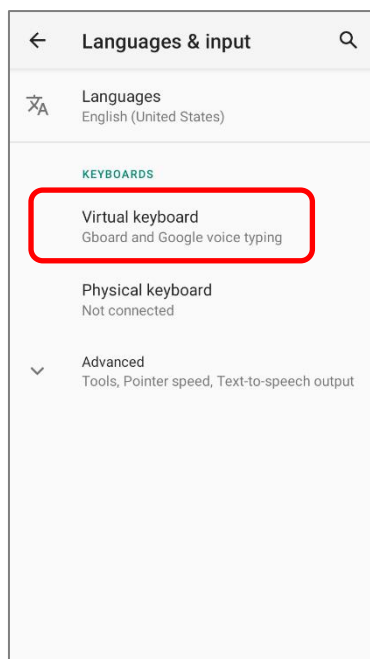 Languages & input
Languages
English (United States)
KEYBOARDS
Virtual keyboard
Gboard and Google voice typing
Physical keyboard
Not connected
Advanced
Tools, Pointer speed, Text-to-speech output